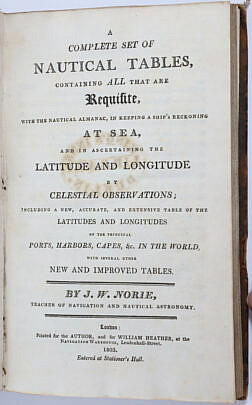 A
COMPLETE SET OF
NAUTICAL TABLES,
CONTAINING ALL THAT ARE
Requisite,
WITH THE NAUTICAL ALMANAC, IN KEEPING A SHIP'S RECKONING
AT SEA,
AND IN ASCERTAINING THE
LATITUDE AND LONGITUDE
BY
CELESTIAL OBSERVATIONS;
INCLUDING A NEW, ACCURATE, AND EXTENSIVE TABLE OF THE
LATITUDES AND LONGITUDES
OF THE PRINCIPAL
PORTS, HARBORS, CAPES, &c. IN THE WORLD,
WITH SEVERAL OTHER
NEW AND IMPROVED TABLES.
BY J. W. NORIE,
TEACHER OF NAVIGATION AND NAUTICAL ASTRONOMY.
London:
Printed for the AUTHOR, and for WILLIAM HEATHER, at the
NAVIGATION WAREHOUSE, Leadenhall-Street,
1803.
Entered at Stationer's Hall.